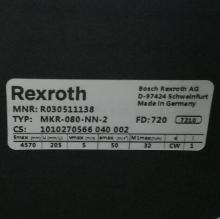 Rexroth
Bosch Rexroth AG
D-97424 Schweinfurt
Made in Germany
MNR: R030511138
TYP: MKR-080-NN-2
FD: 720 7210
CS: 1010270566 040 002
Smax U d
4570 205 5 50 32 CW 1